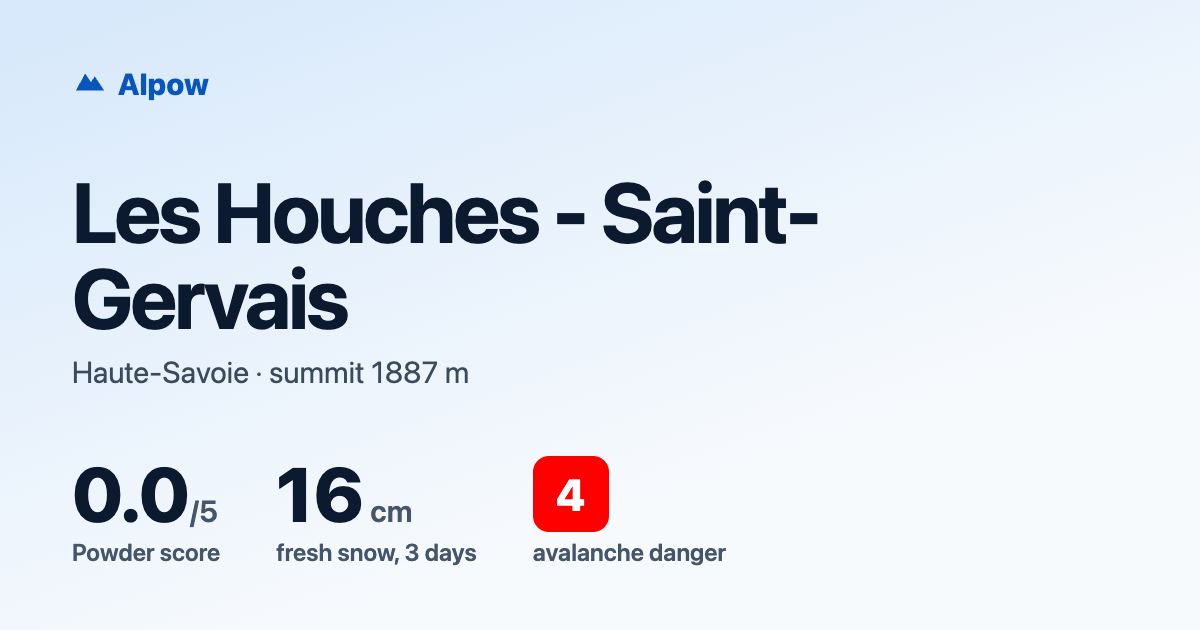 Alpow
Les Houches - Saint-
Gervais
Haute-Savoie · summit 1887 m
0.0/5 16 cm 4
Powder score fresh snow, 3 days avalanche danger